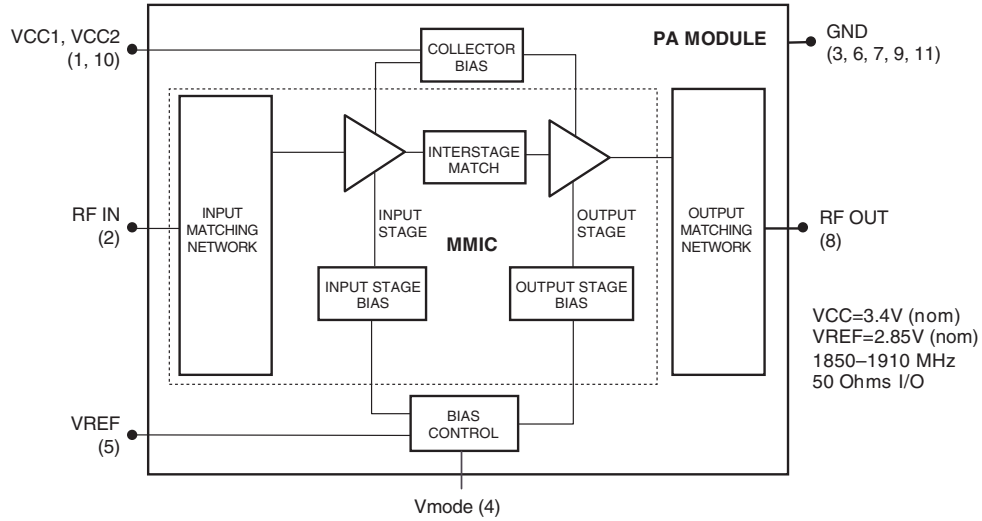 VCC1, VCC2
(1, 10)
COLLECTOR
BIAS
PA MODULE
GND
(3, 6, 7, 9, 11)
INTERSTAGE
MATCH
RF IN
(2)
INPUT
MATCHING
NETWORK
INPUT
STAGE
MMIC
OUTPUT
STAGE
OUTPUT
MATCHING
NETWORK
RF OUT
(8)
INPUT STAGE
BIAS
OUTPUT STAGE
BIAS
VCC=3.4V (nom)
VREF=2.85V (nom)
1850–1910 MHz
50 Ohms I/O
VREF
(5)
BIAS
CONTROL
Vmode (4)